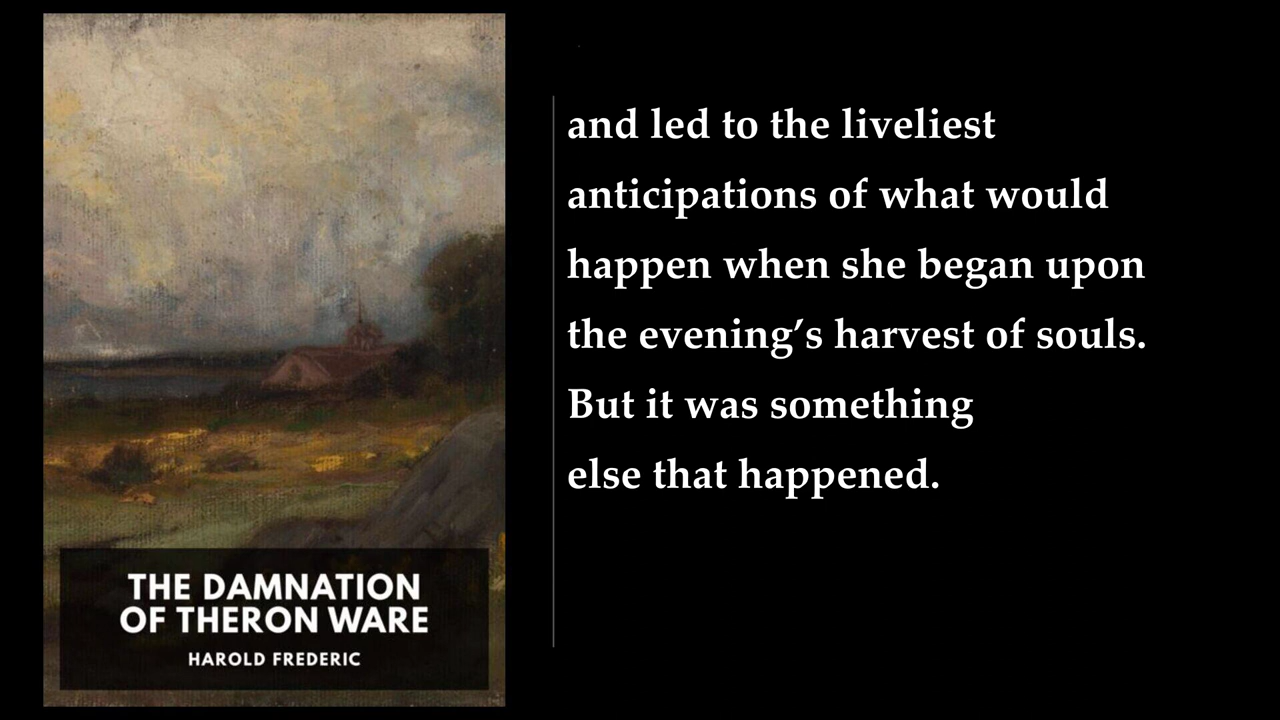 THE DAMNATION
OF THERON WARE
HAROLD FREDERIC
and led to the liveliest
anticipations of what would
happen when she began upon
the evening’s harvest of souls.
But it was something
else that happened.